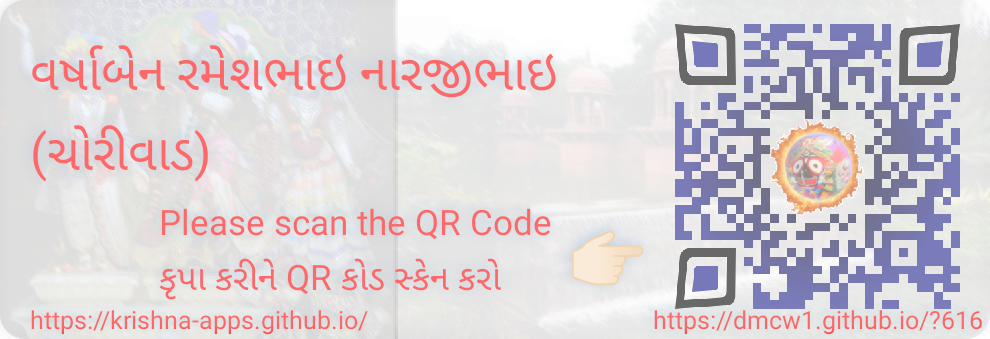 વર્ષાબેન રમેશભાઇ નારજીભાઇ
(ચોરીવાડ)
Please scan the QR Code
કૃપા કરીને QR કોડ સ્કેન કરો
https://krishna-apps.github.io/
https://dmcw1.github.io/?616